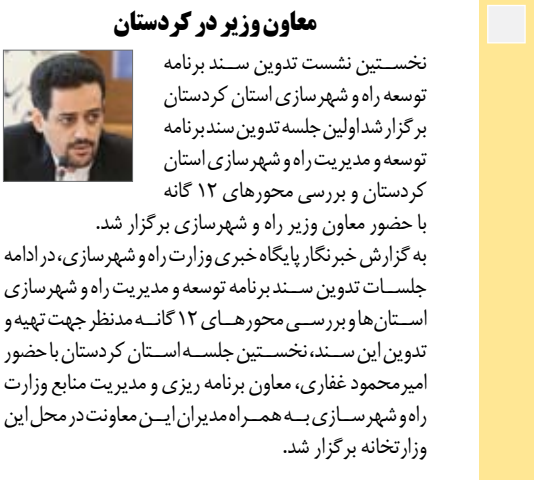 معاون وزیر در کردستان
نخستین نشست تدوین سند برنامه
توسعه راه و شهرسازی استان کردستان
برگزار شد اولین جلسه تدوین سند برنامه
توسعه و مدیریت راه و شهرسازی استان
کردستان و بررسی محورهای ۱۲ گانه
با حضور معاون وزیر راه و شهرسازی برگزار شد.
به گزارش خبرنگار پایگاه خبری وزارت راه و شهرسازی، در ادامه
جلسات تدوین سند برنامه توسعه و مدیریت راه و شهرسازی
استان‌ها و بررسی محورهای ۱۲ گانه مدنظر جهت تهیه و
تدوین این سند، نخستین جلسه استان کردستان با حضور
امیرمحمود غفاری، معاون برنامه ریزی و مدیریت منابع وزارت
راه و شهرسازی به همراه مدیران این معاونت در محل این
وزارتخانه برگزار شد.